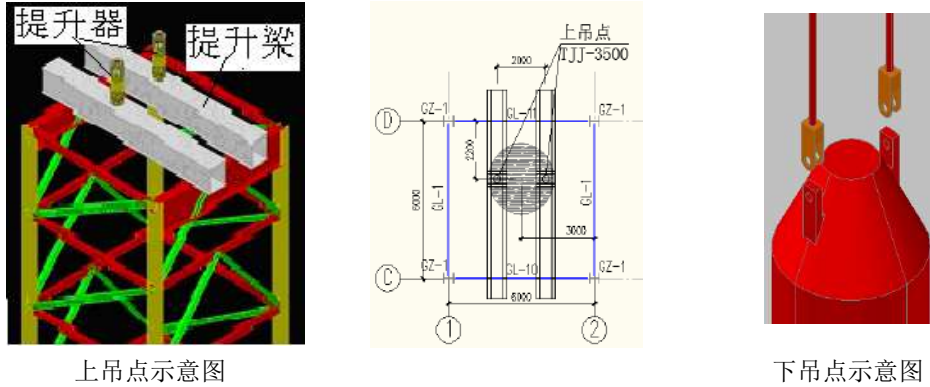 提升器
提升梁
上吊点
TJJ-3500
2000
D
GZ-1
GL-11
GZ-1
2200
6000
GL-1
GL-1
3000
C
GZ-1
GL-10
GZ-1
6000
1
2
上吊点示意图
下吊点示意图